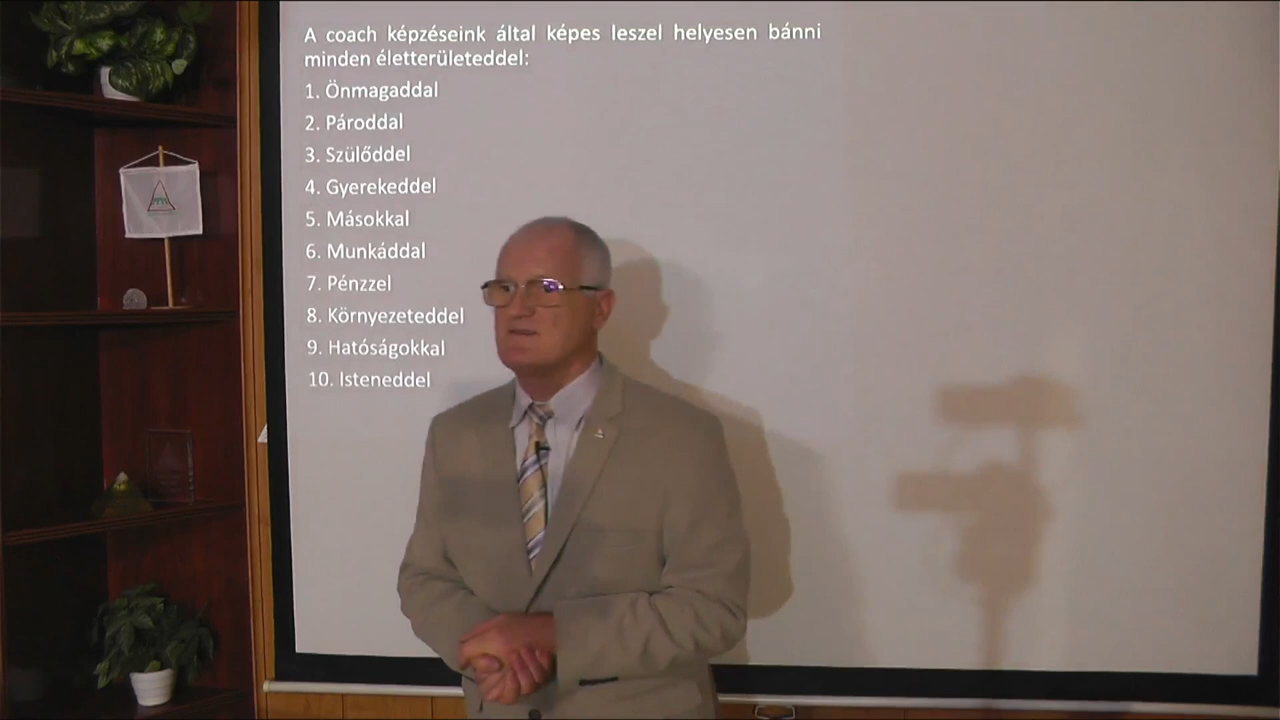 A coach képzéseink által képes leszel helyesen bánni
minden életterületeddel:
1. Önmagaddal
2. Pároddal
3. Szülőddel
4. Gyerekeddel
5. Másokkal
6. Munkáddal
7. Pénzzel
8. Környezeteddel
9. Hatóságokkal
10. Isteneddel